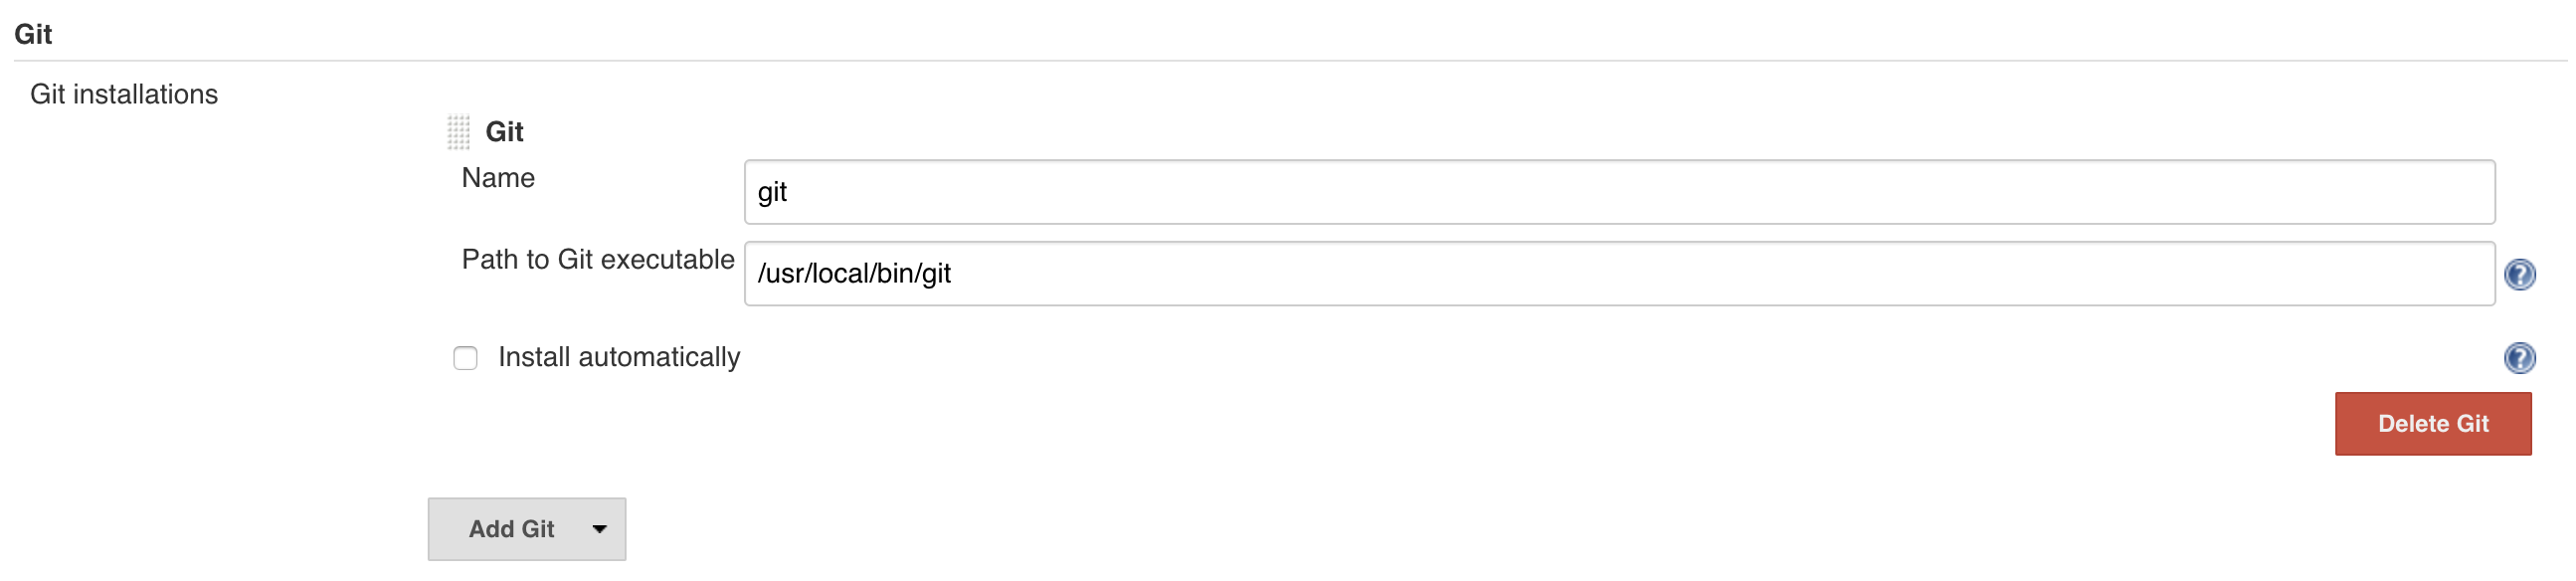 Git
Git installations
Git
Name
git
Path to Git executable
/usr/local/bin/git
?
Install automatically
?
Delete Git
Add Git